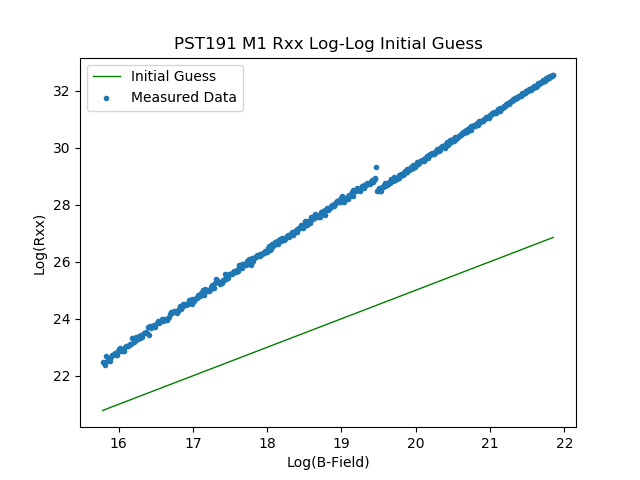 PST191 M1 Rxx Log-Log Initial Guess
Initial Guess
Measured Data
Log(Rxx)
32
30
28
26
24
22
16 17 18 19 20 21 22
Log(B-Field)